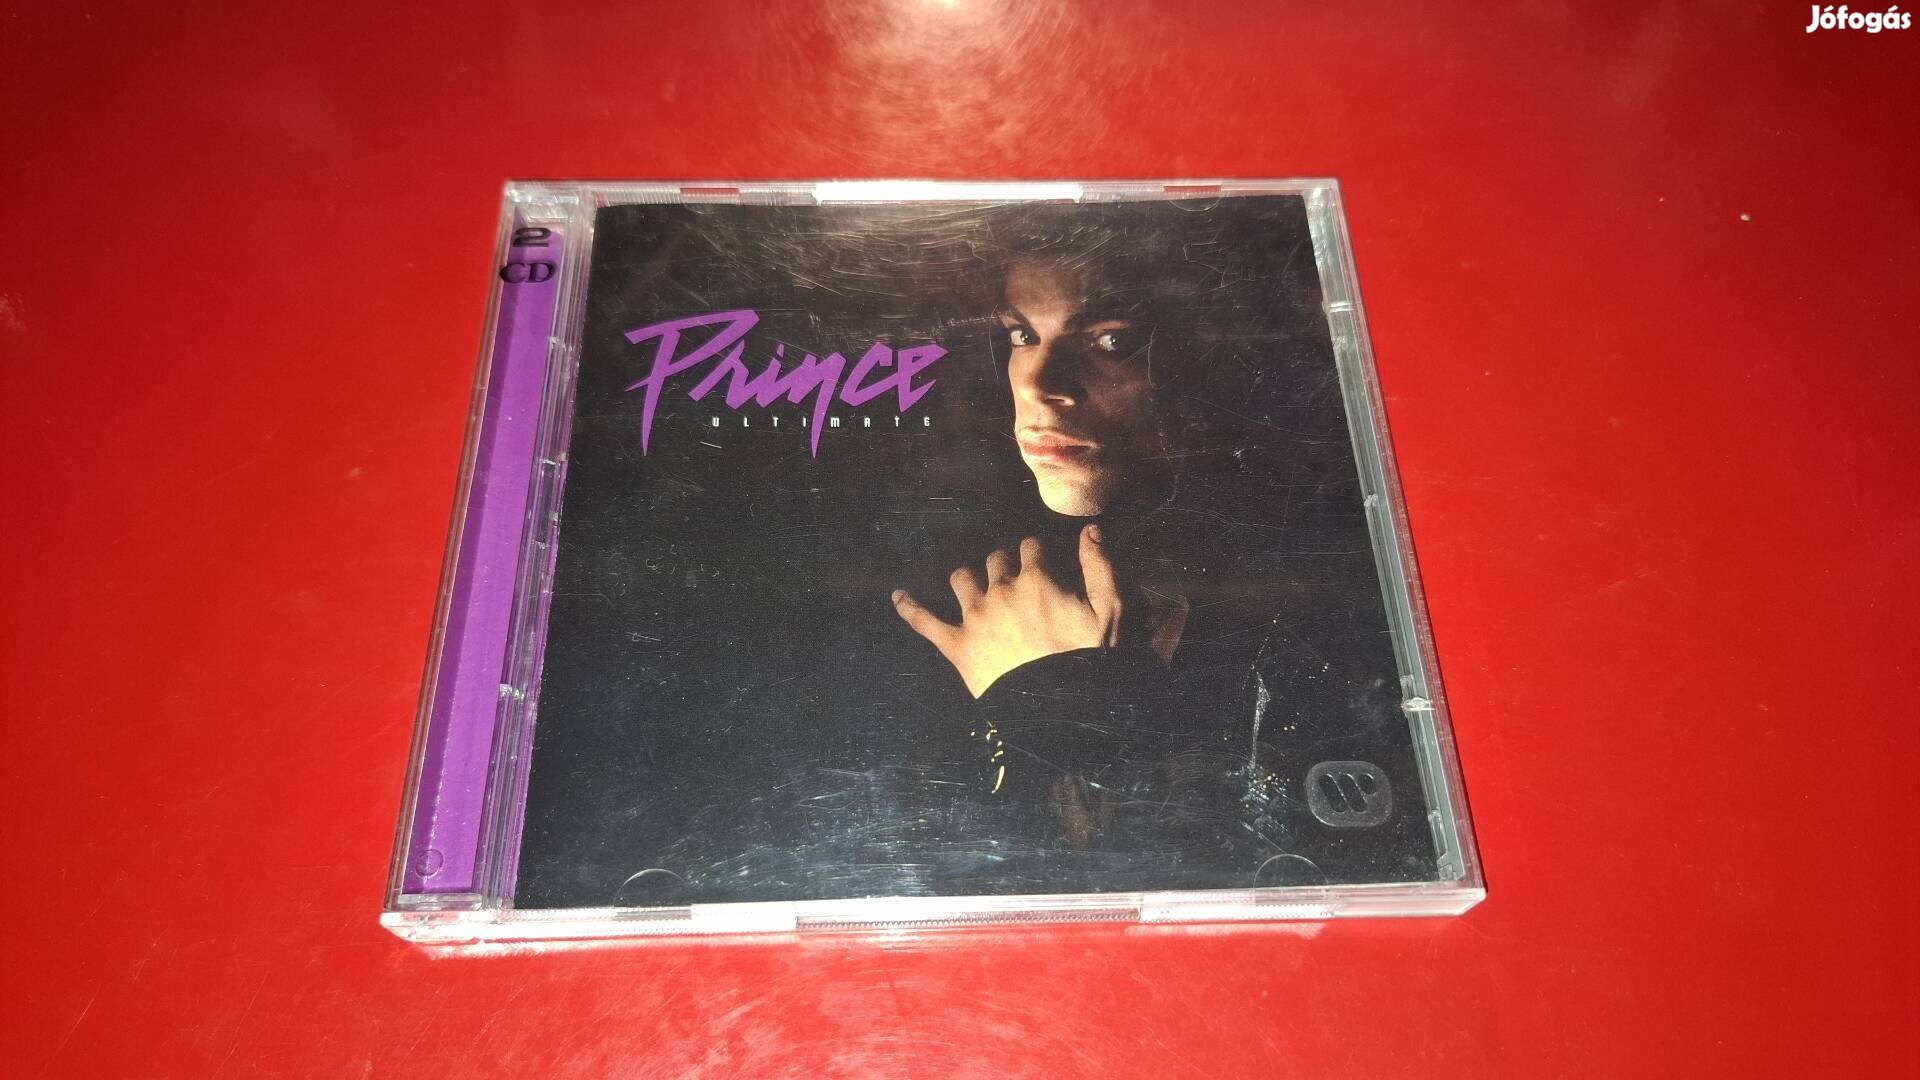 Jófogás
2
CD
Prince
ULTIMATE